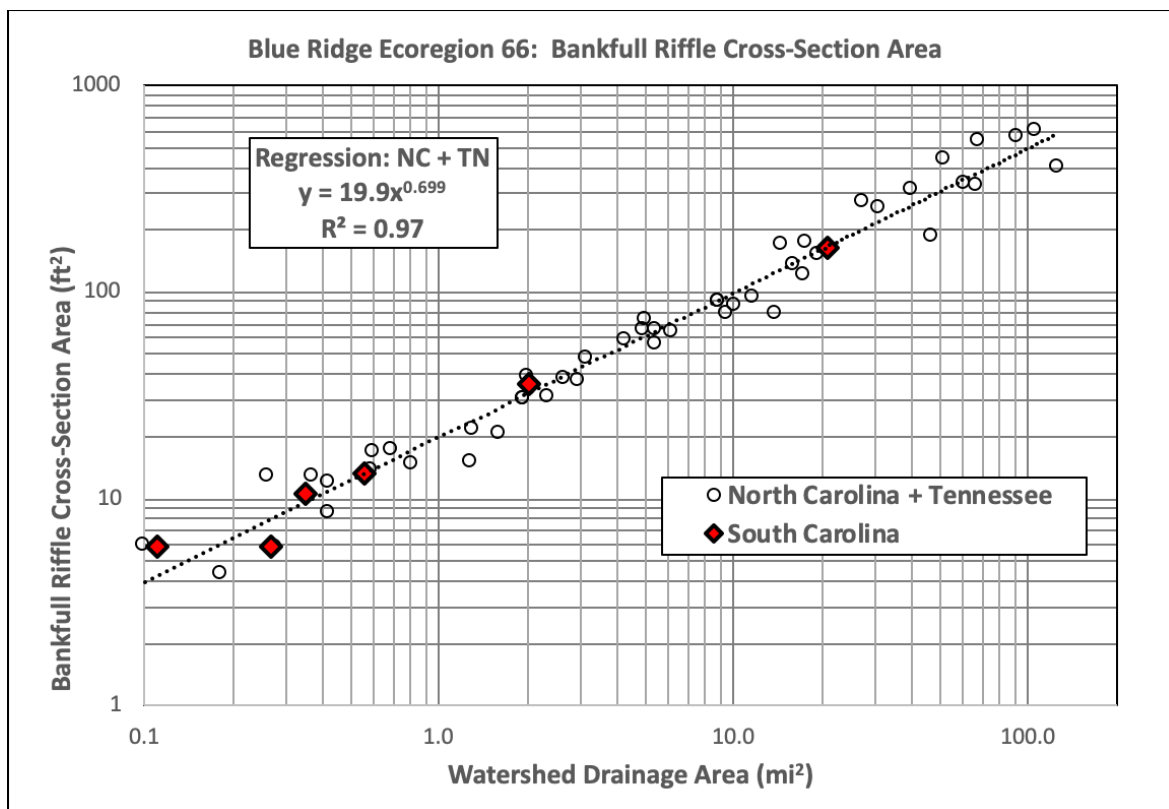 Blue Ridge Ecoregion 66:  Bankfull Riffle Cross-Section Area
1000
Regression: NC + TN
y = 19.9x^0.699
R² = 0.97
100
10
1
Bankfull Riffle Cross-Section Area (ft²)
North Carolina + Tennessee
South Carolina
0.1
1.0
10.0
100.0
Watershed Drainage Area (mi²)